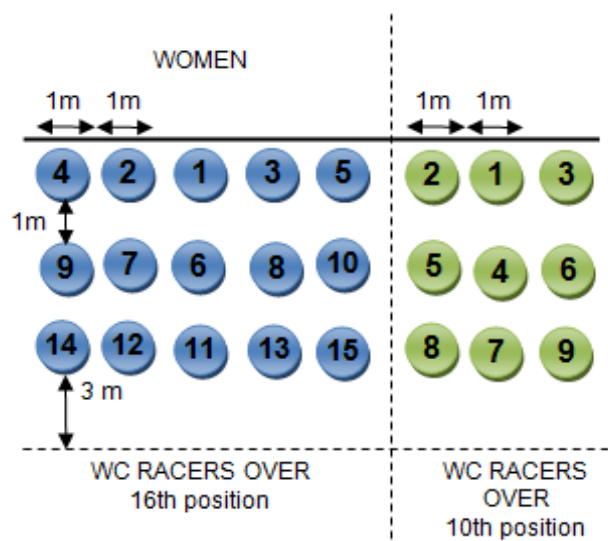 WOMEN
1m 1m 1m 1m
4 2 1 3 5 2 1 3
1m
9 7 6 8 10 5 4 6
14 12 11 13 15 8 7 9
3 m
WC RACERS OVER
16th position
WC RACERS
OVER
10th position